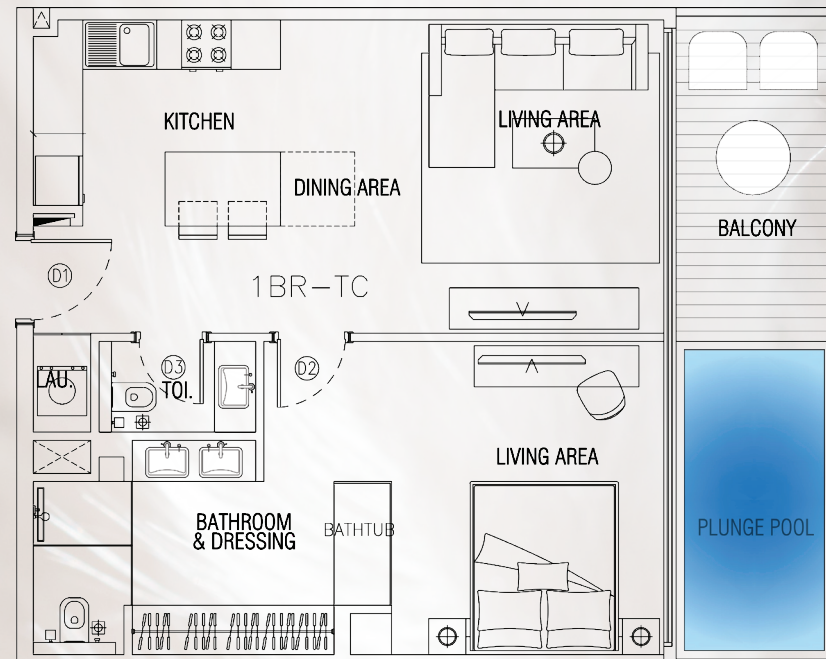 KITCHEN
LIVING AREA
DINING AREA
BALCONY
D1
1BR-TC
D3
D2
LAU.
TOI.
LIVING AREA
BATHROOM
& DRESSING
BATHTUB
PLUNGE POOL